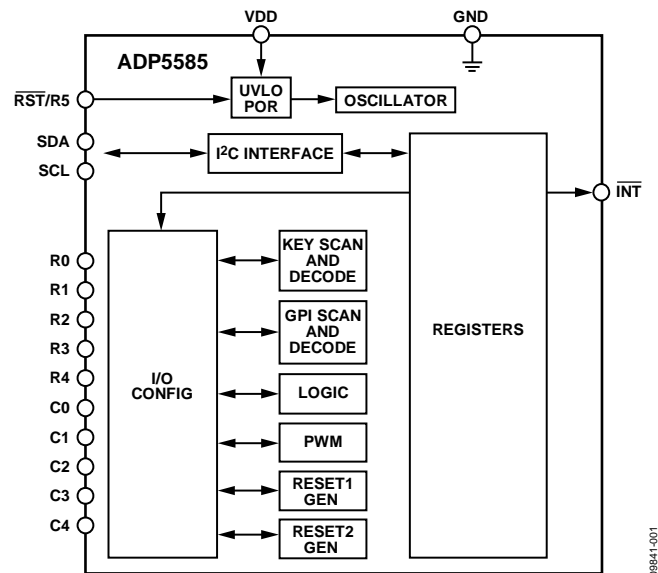 VDD
GND
ADP5585
RST/R5
UVLO
POR
OSCILLATOR
SDA
I2C INTERFACE
SCL
INT
R0
KEY SCAN
AND
DECODE
R1
R2
GPI SCAN
AND
DECODE
REGISTERS
R3
R4
I/O
CONFIG
LOGIC
C0
C1
PWM
C2
C3
RESET1
GEN
C4
RESET2
GEN
09841-001